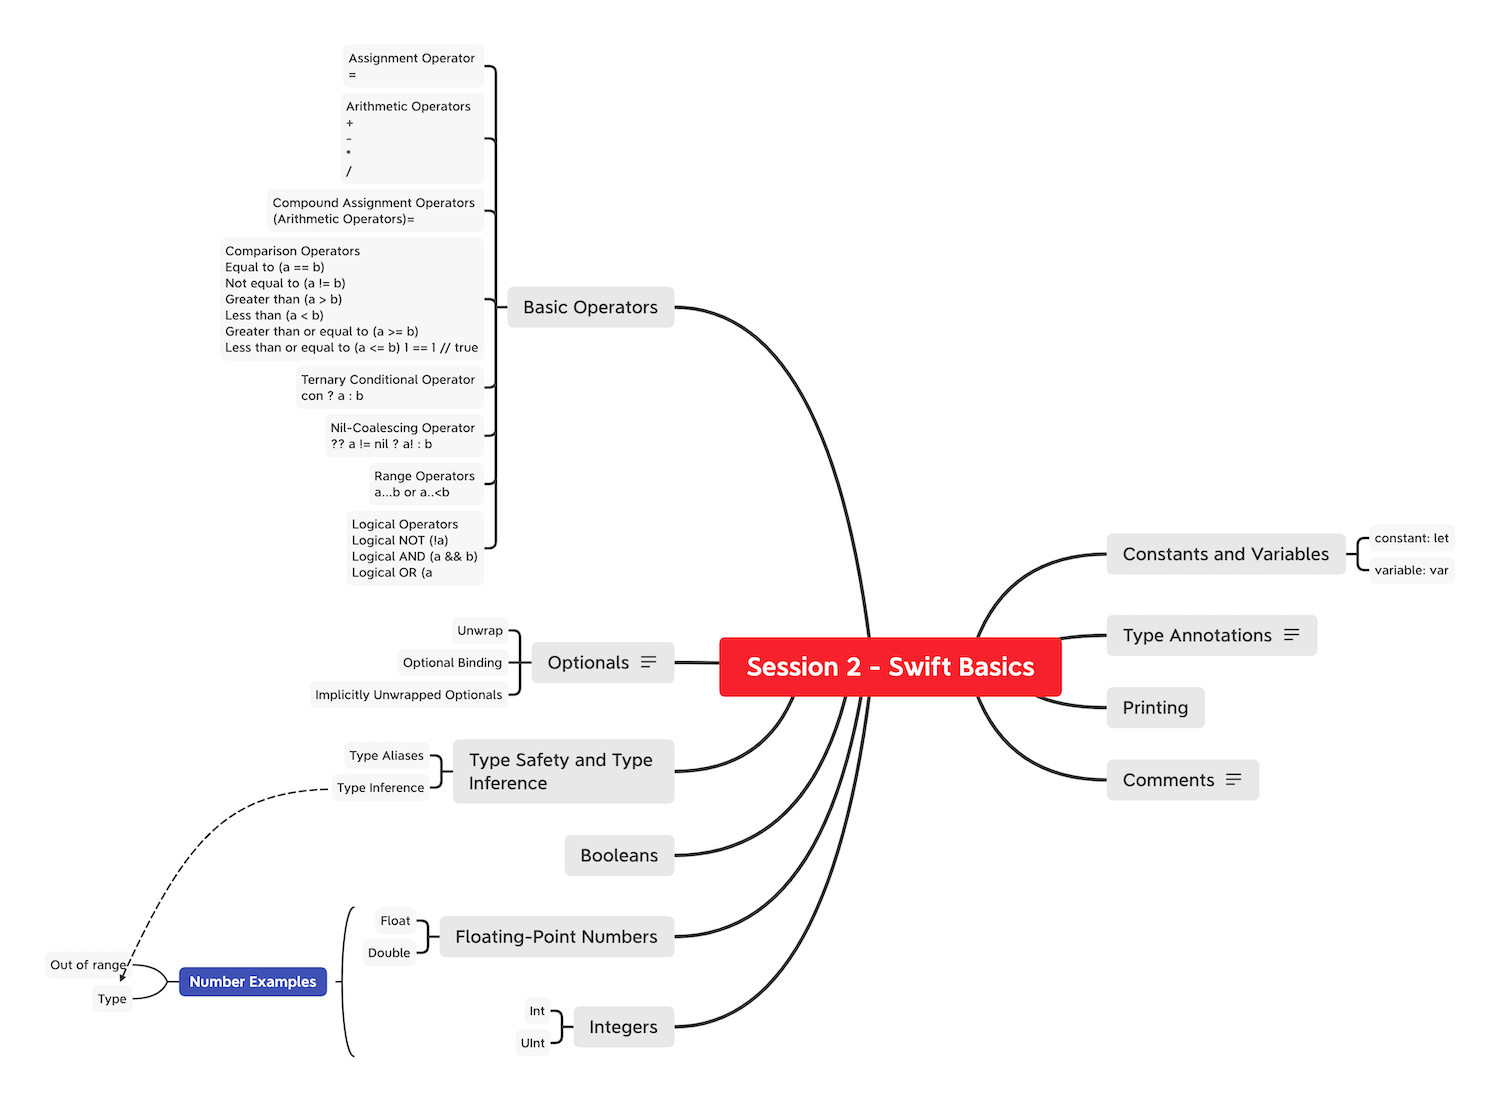 Session 2 - Swift Basics
Constants and Variables
constant: let
variable: var
Type Annotations
Printing
Comments
Basic Operators
Assignment Operator
=
Arithmetic Operators
+
-
*
/
Compound Assignment Operators
(Arithmetic Operators)=
Comparison Operators
Equal to (a == b)
Not equal to (a != b)
Greater than (a > b)
Less than (a < b)
Greater than or equal to (a >= b)
Less than or equal to (a <= b) 1 == 1 // true
Ternary Conditional Operator
con ? a : b
Nil-Coalescing Operator
?? a != nil ? a! : b
Range Operators
a...b or a..<b
Logical Operators
Logical NOT (!a)
Logical AND (a && b)
Logical OR (a
Optionals
Unwrap
Optional Binding
Implicitly Unwrapped Optionals
Type Safety and Type
Inference
Type Aliases
Type Inference
Booleans
Floating-Point Numbers
Float
Double
Integers
Int
UInt
Number Examples
Out of range
Type